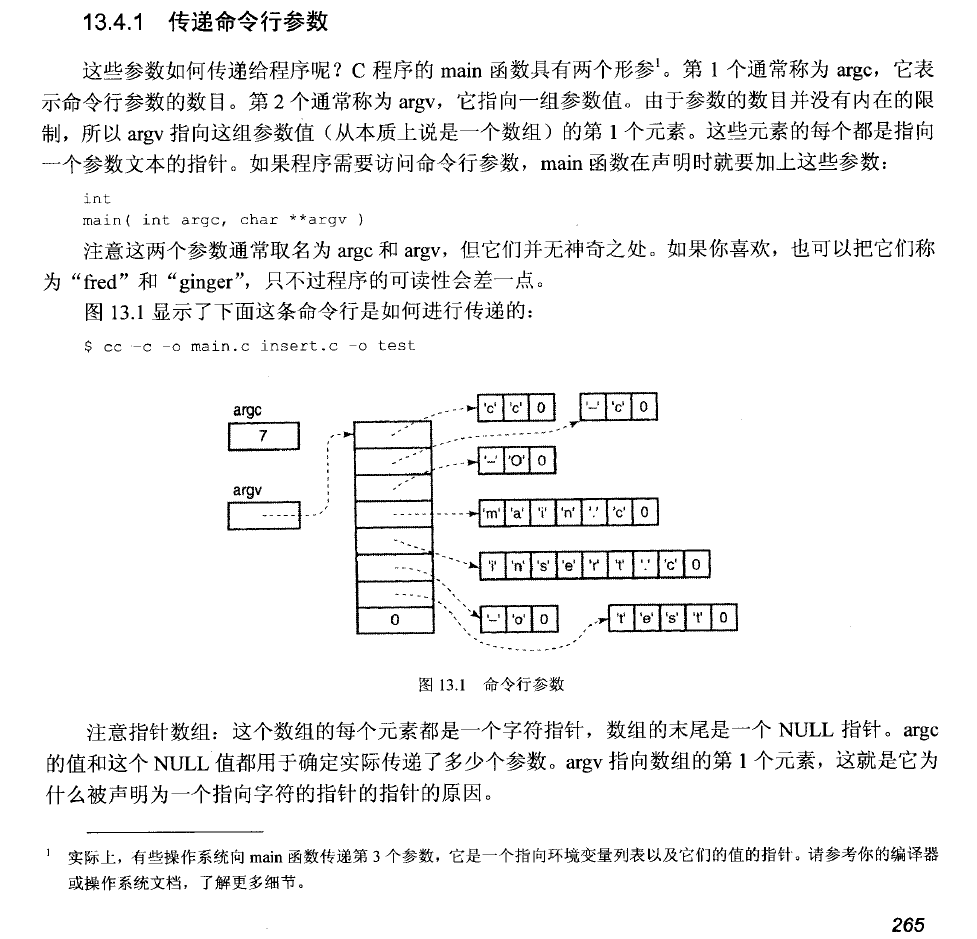 13.4.1 传递命令行参数
这些参数如何传递给程序呢？C 程序的 main 函数具有两个形参¹。第 1 个通常称为 argc，它表
示命令行参数的数目。第 2 个通常称为 argv，它指向一组参数值。由于参数的数目并没有内在的限
制，所以 argv 指向这组参数值（从本质上说是一个数组）的第 1 个元素。这些元素的每个都是指向
一个参数文本的指针。如果程序需要访问命令行参数，main 函数在声明时就要加上这些参数：
int
main( int argc, char **argv )
注意这两个参数通常取名为 argc 和 argv，但它们并无神奇之处。如果你喜欢，也可以把它们称
为“fred”和“ginger”，只不过程序的可读性会差一点。
图 13.1 显示了下面这条命令行是如何进行传递的：
$ cc -c -o main.c insert.c -o test
argc
7
argv
0
'c' 'c' 0
'-' 'c' 0
'-' 'O' 0
'm' 'a' 'i' 'n' '.' 'c' 0
'i' 'n' 's' 'e' 'r' 't' '.' 'c' 0
'-' 'o' 0
't' 'e' 's' 't' 0
图 13.1 命令行参数
注意指针数组：这个数组的每个元素都是一个字符指针，数组的末尾是一个 NULL 指针。argc
的值和这个 NULL 值都用于确定实际传递了多少个参数。argv 指向数组的第 1 个元素，这就是它为
什么被声明为一个指向字符的指针的指针的原因。
¹ 实际上，有些操作系统向 main 函数传递第 3 个参数，它是一个指向环境变量列表以及它们的值的指针。请参考你的编译器
或操作系统文档，了解更多细节。
265